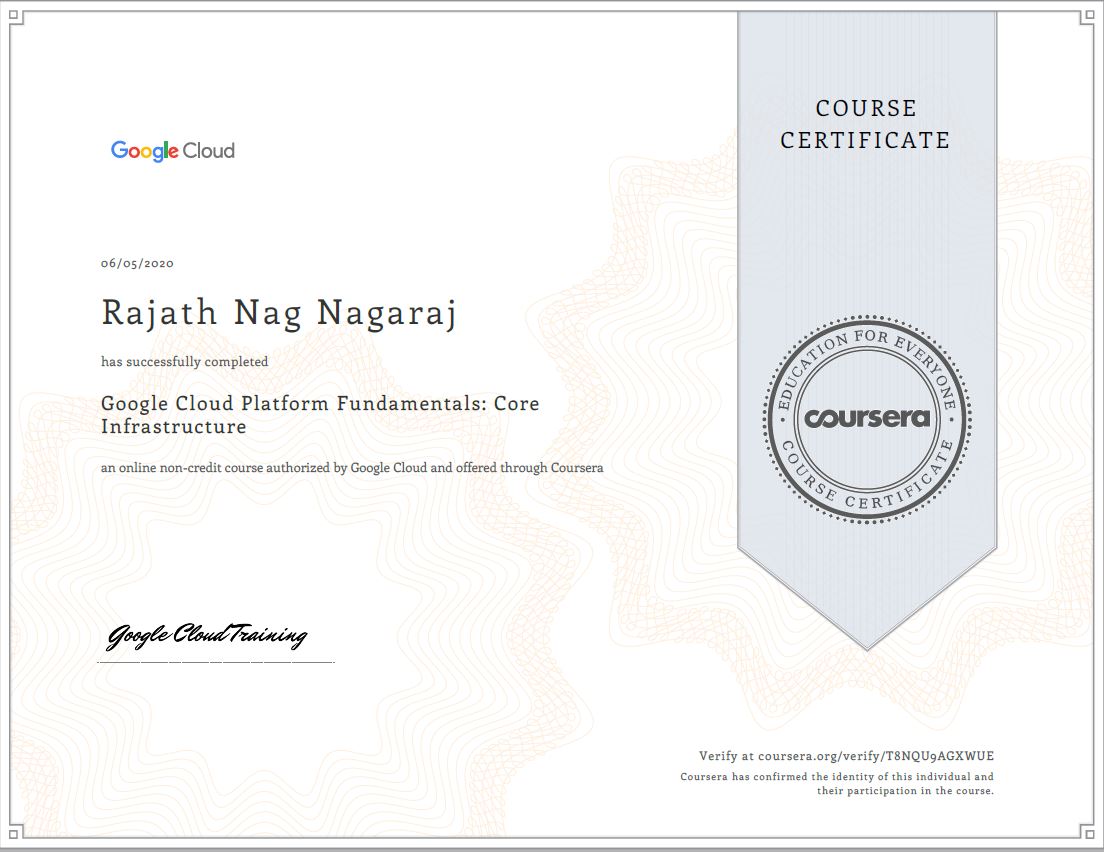 Google Cloud
COURSE
CERTIFICATE
06/05/2020
Rajath Nag Nagaraj
has successfully completed
Google Cloud Platform Fundamentals: Core
Infrastructure
an online non-credit course authorized by Google Cloud and offered through Coursera
EDUCATION FOR EVERYONE
coursera
COURSE CERTIFICATE
Google Cloud Training
Verify at coursera.org/verify/T8NQU9AGXWUE
Coursera has confirmed the identity of this individual and
their participation in the course.